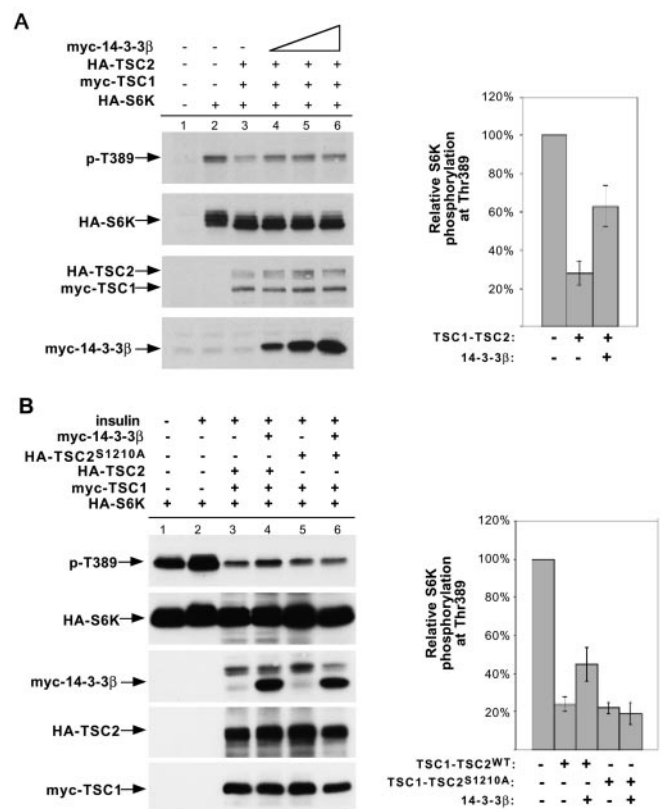 A
myc-14-3-3β
HA-TSC2 - - + + + +
myc-TSC1 - - + + + +
HA-S6K - + + + + +
1 2 3 4 5 6
p-T389
HA-S6K
HA-TSC2
myc-TSC1
myc-14-3-3β
Relative S6K
phosphorylation
at Thr389
120%
100%
80%
60%
40%
20%
TSC1-TSC2: - + +
14-3-3β: - - +
B
insulin - + + + + +
myc-14-3-3β - - - + - +
HA-TSC2S1210A - - - - + +
HA-TSC2 - - + + - -
myc-TSC1 - - + + + +
HA-S6K + + + + + +
1 2 3 4 5 6
p-T389
HA-S6K
myc-14-3-3β
HA-TSC2
myc-TSC1
Relative S6K
phosphorylation
at Thr389
120%
100%
80%
60%
40%
20%
TSC1-TSC2WT: - + + - -
TSC1-TSC2S1210A: - - - + +
14-3-3β: - - + - +